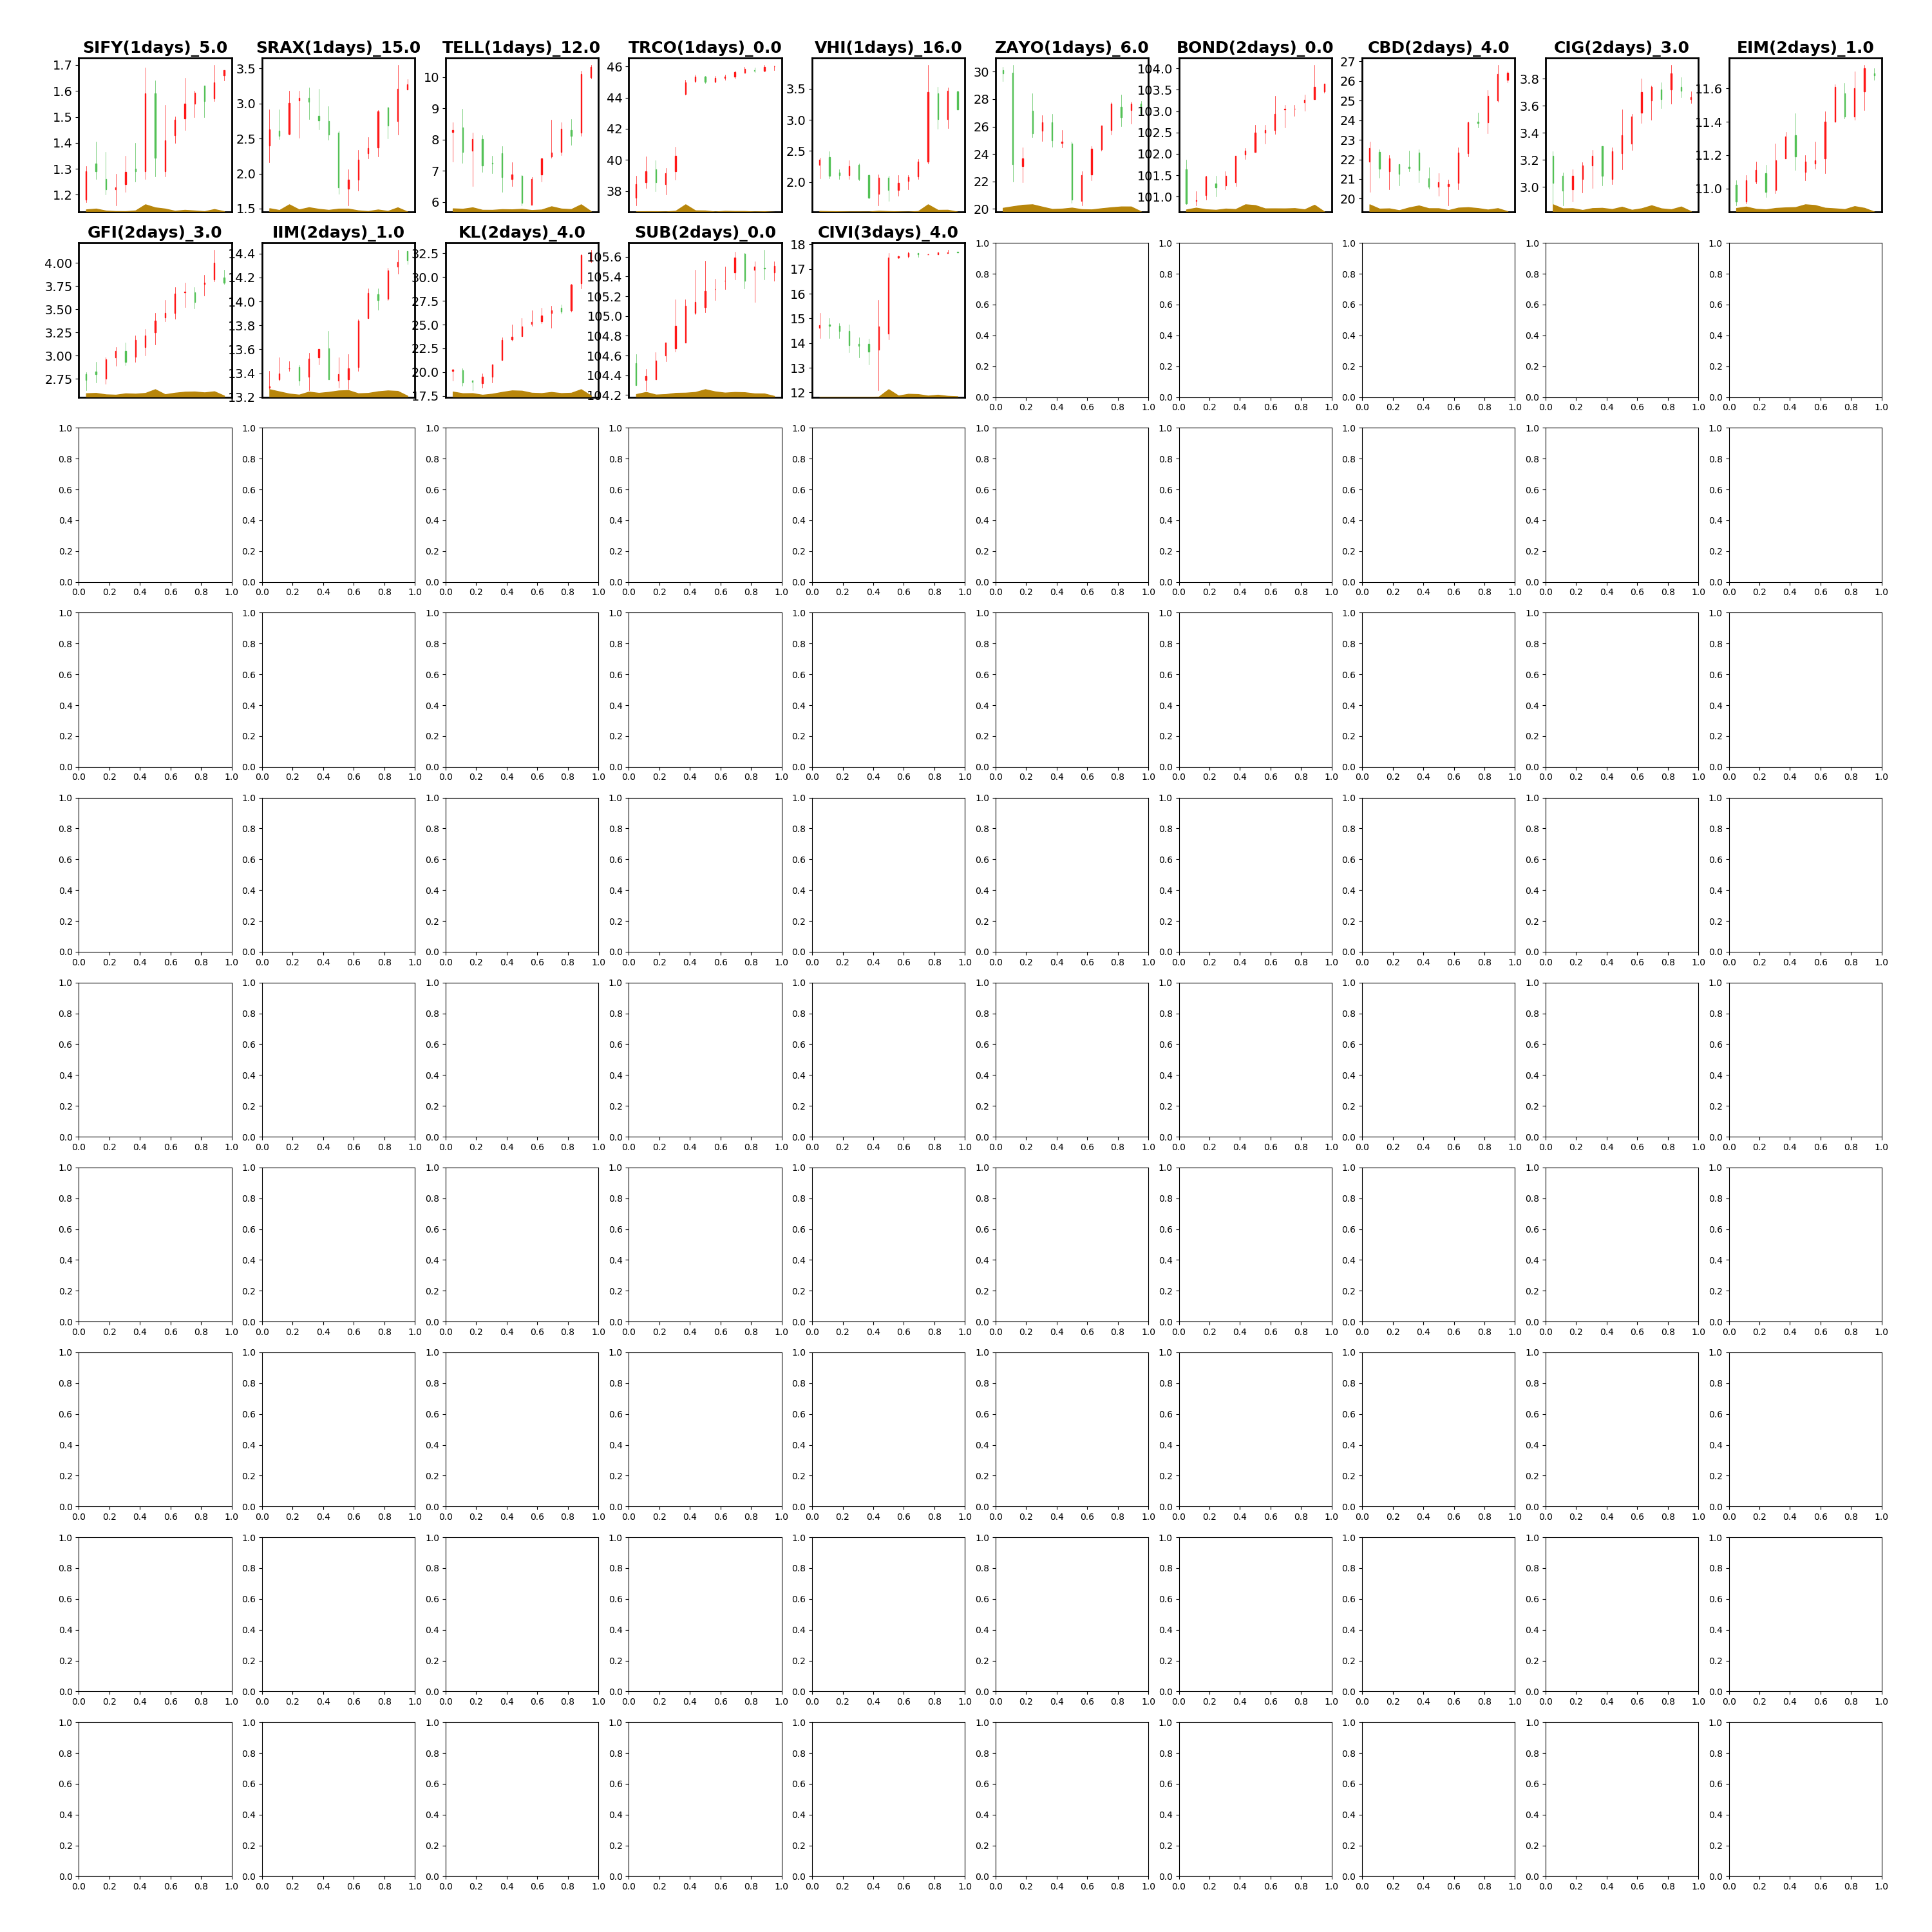 SIFY(1days)_5.0 SRAX(1days)_15.0 TELL(1days)_12.0 TRCO(1days)_0.0 VHI(1days)_16.0 ZAYO(1days)_6.0 BOND(2days)_0.0 CBD(2days)_4.0 CIG(2days)_3.0 EIM(2days)_1.0
1.7 1.6 1.5 1.4 1.3 1.2
3.5 3.0 2.5 2.0 1.5
10 9 8 7 6
46 44 42 40 38
3.5 3.0 2.5 2.0
30 28 26 24 22 20
104.0 103.5 103.0 102.5 102.0 101.5 101.0
27 26 25 24 23 22 21 20
3.8 3.6 3.4 3.2 3.0
11.6 11.4 11.2 11.0
GFI(2days)_3.0 IIM(2days)_1.0 KL(2days)_4.0 SUB(2days)_0.0 CIVI(3days)_4.0
4.00 3.75 3.50 3.25 3.00 2.75
14.4 14.2 14.0 13.8 13.6 13.4 13.2
32.5 30.0 27.5 25.0 22.5 20.0 17.5
105.6 105.4 105.2 105.0 104.8 104.6 104.4 104.2
18 17 16 15 14 13 12
1.0 0.8 0.6 0.4 0.2 0.0
0.0 0.2 0.4 0.6 0.8 1.0